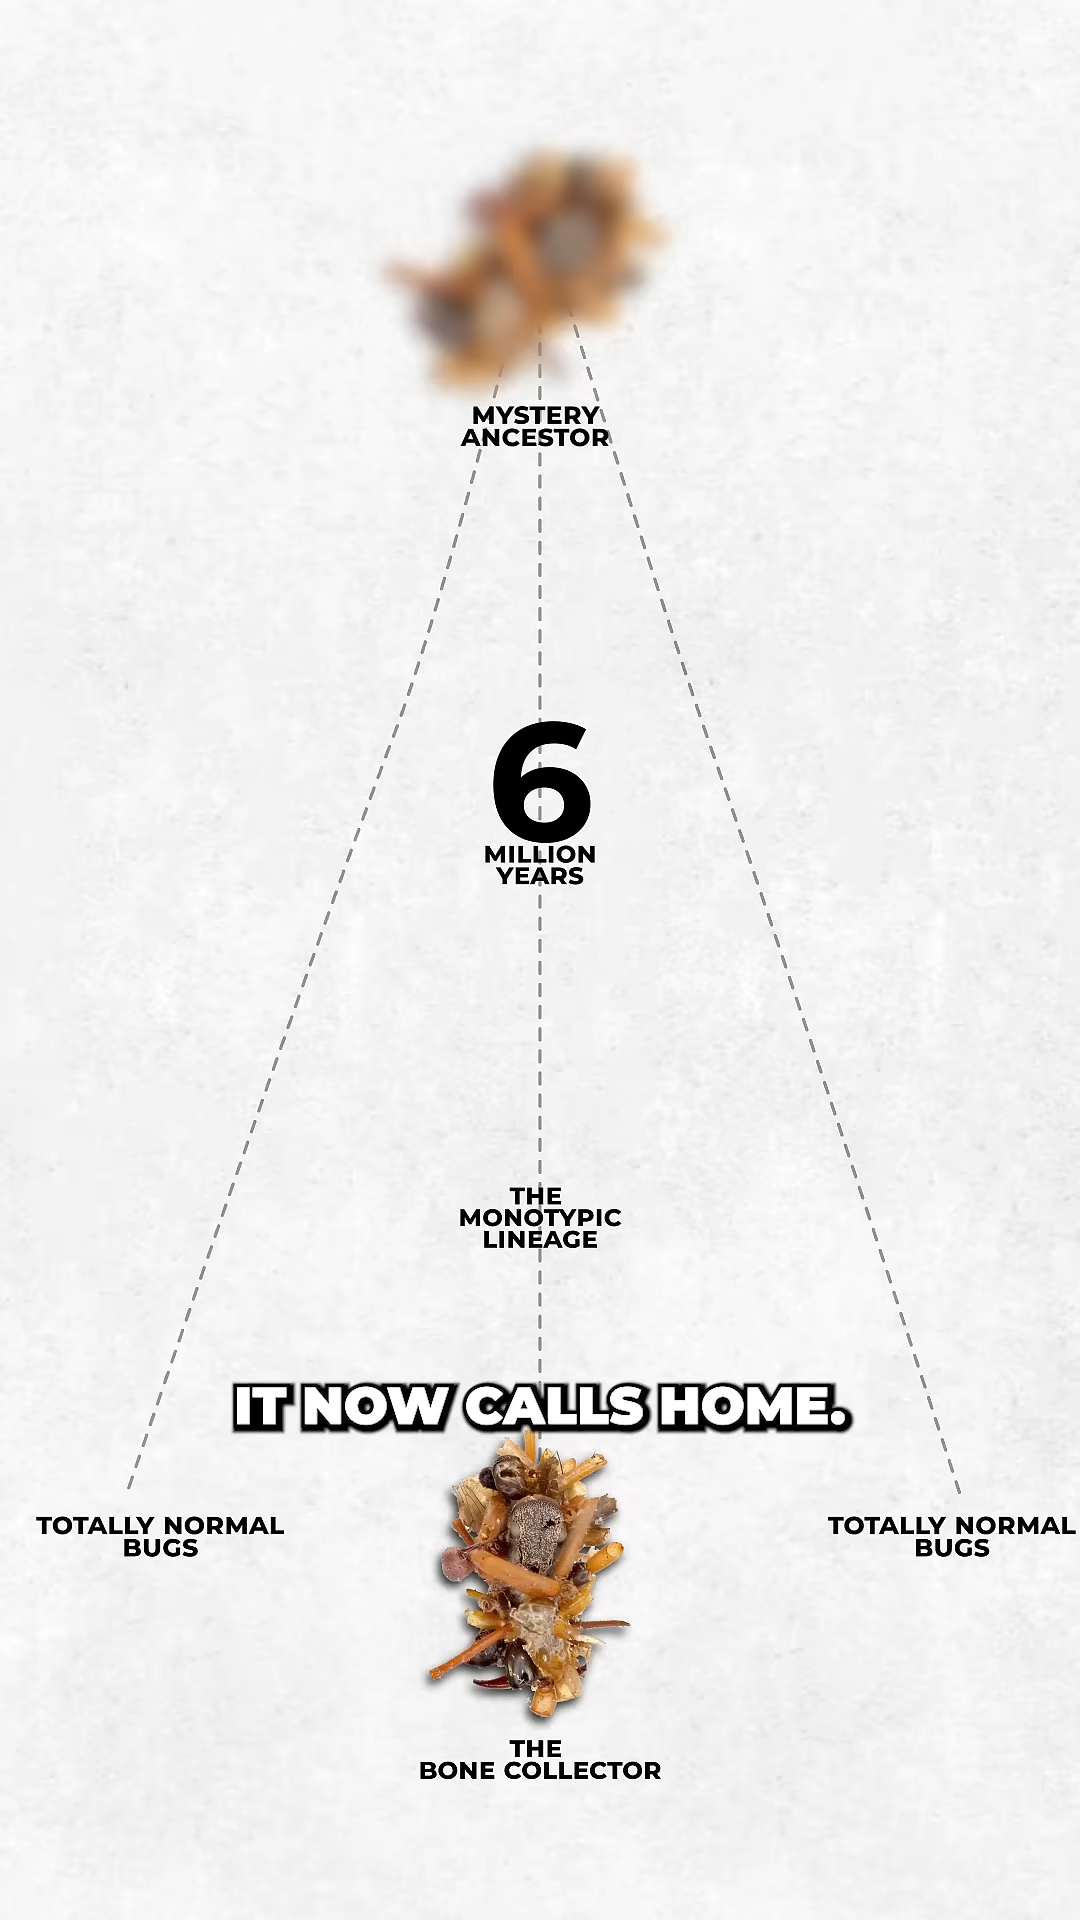 MYSTERY
ANCESTOR
6
MILLION
YEARS
THE
MONOTYPIC
LINEAGE
IT NOW CALLS HOME.
TOTALLY NORMAL
BUGS
TOTALLY NORMAL
BUGS
THE
BONE COLLECTOR